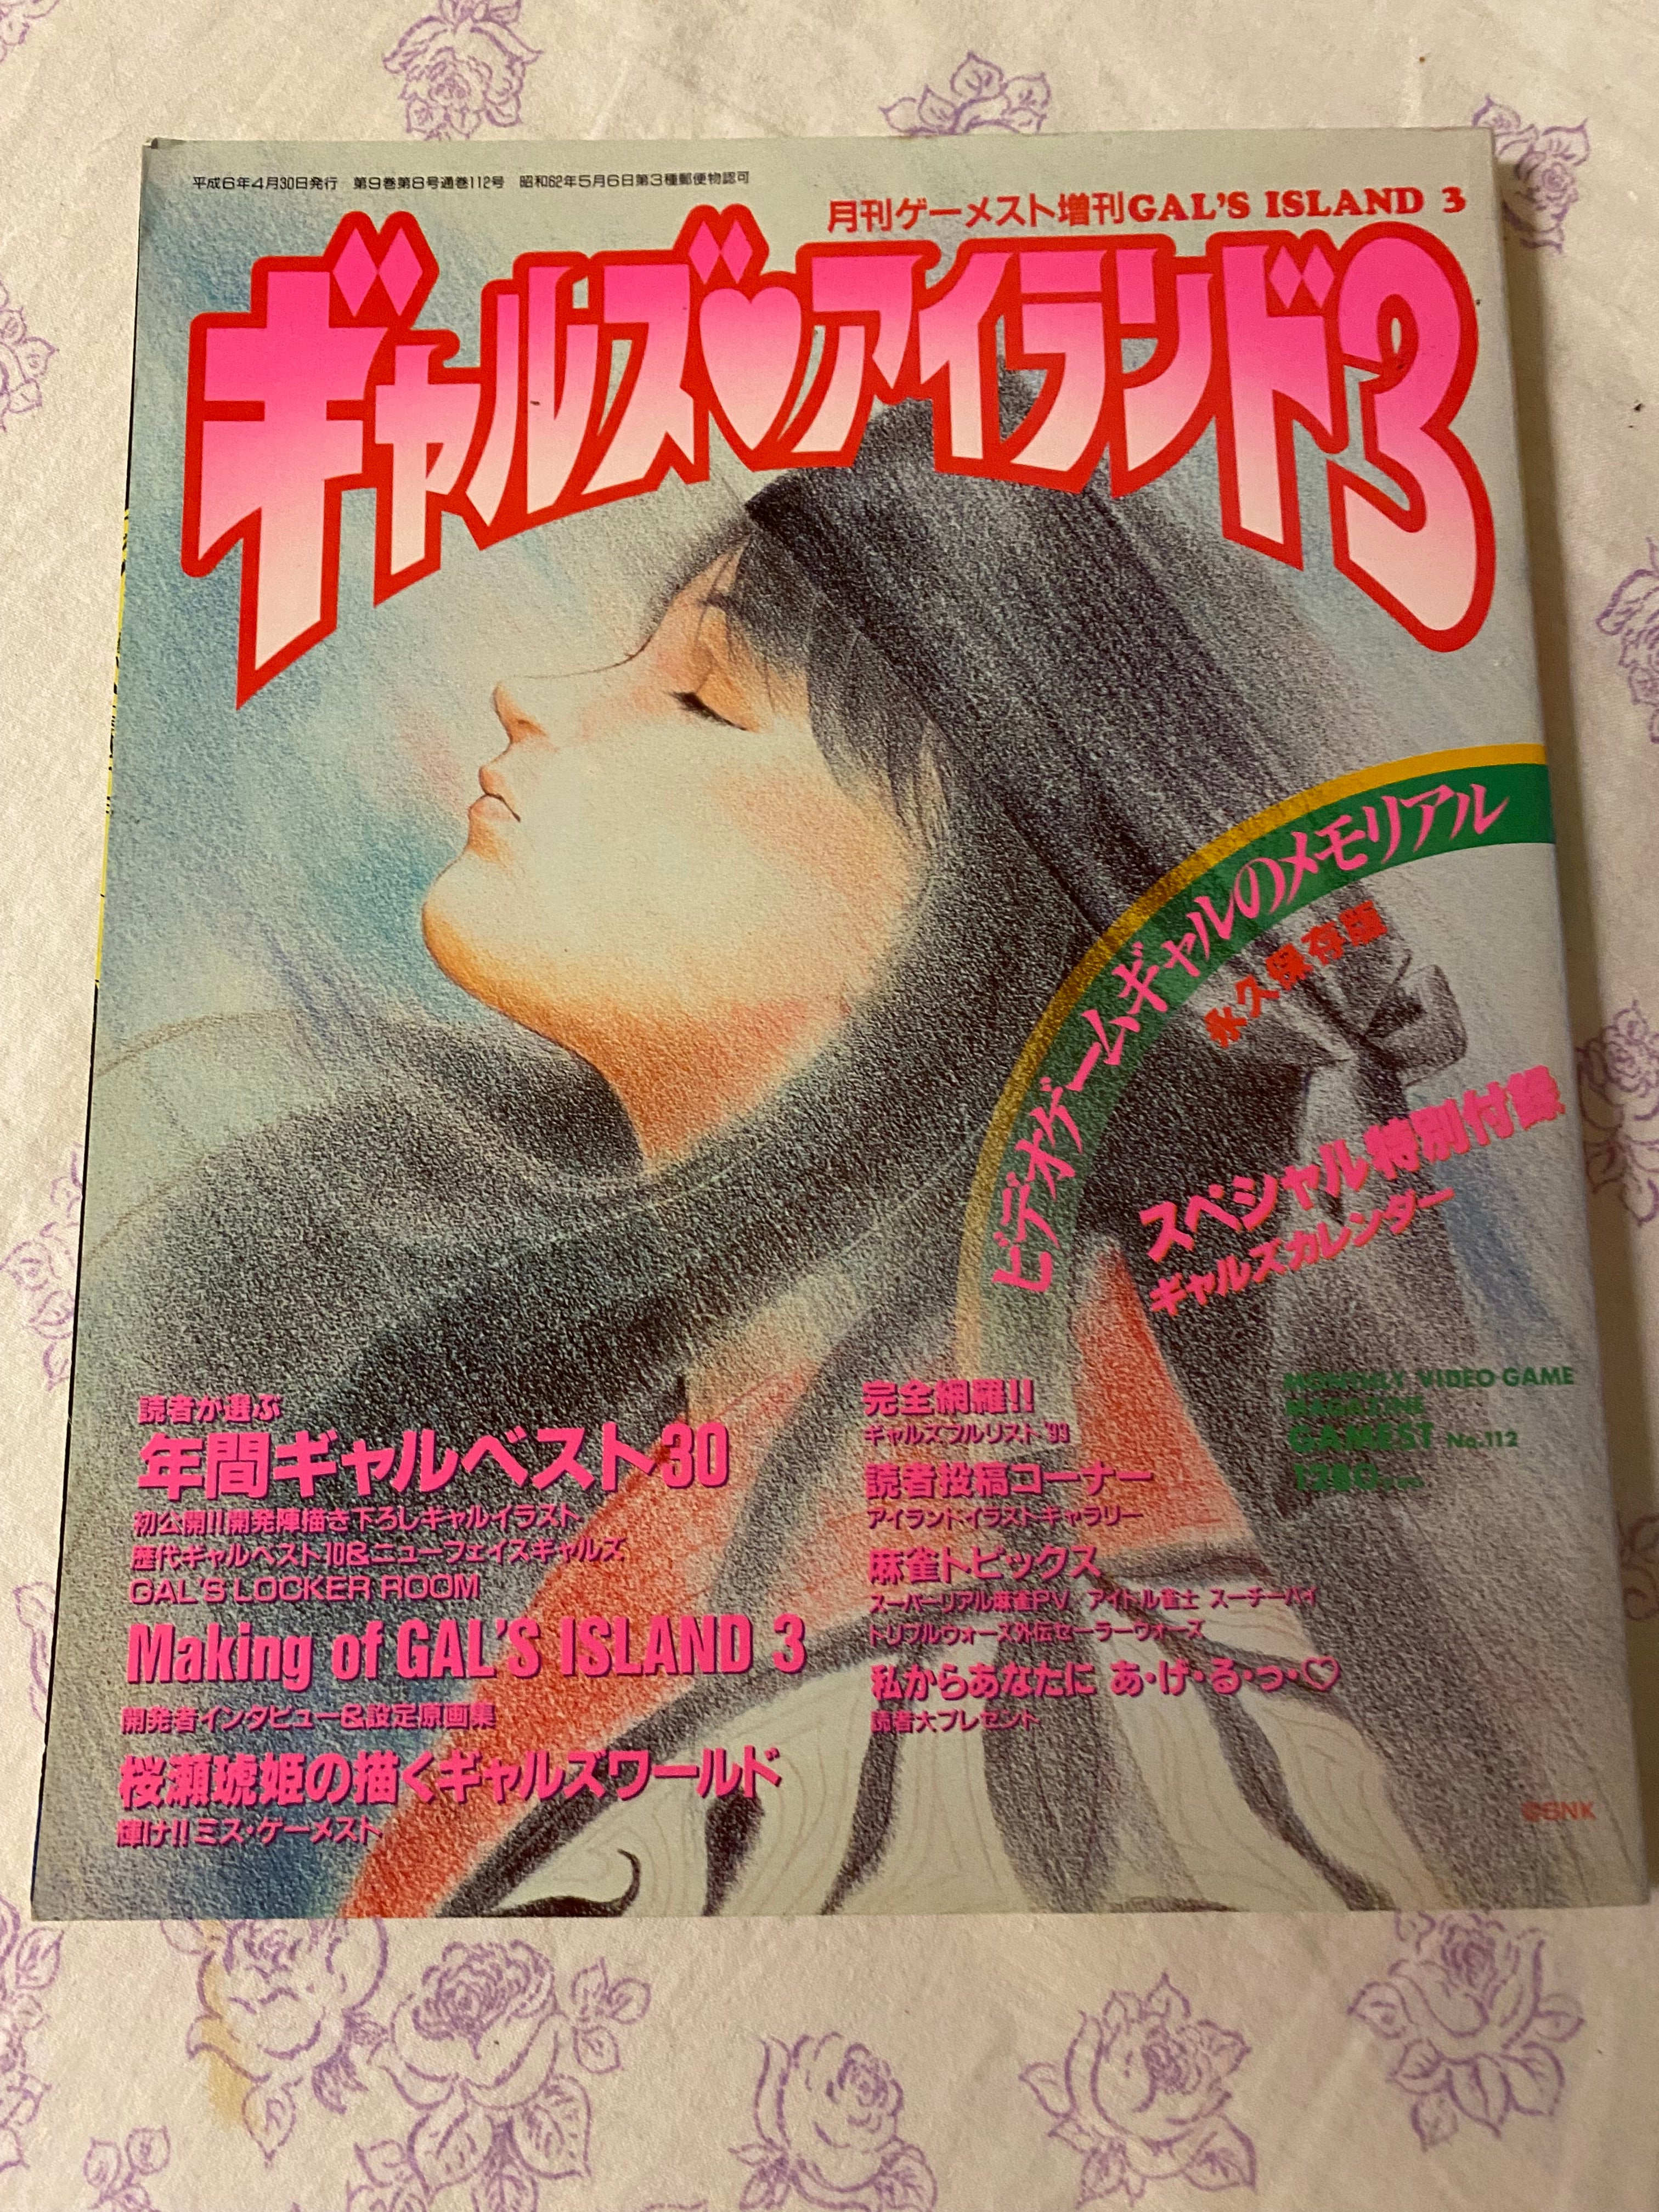 平成6年4月30日発行 第9巻第8号通巻112号 昭和62年5月6日第3種郵便物認可
月刊ゲーメスト増刊GAL'S ISLAND 3
ギャルズ♥アイランド3
ビデオゲームギャルのメモリアル
永久保存版
スペシャル特別付録
ギャルズカレンダー
MONTHLY VIDEO GAME
MAGAZINE
GAMEST No.112
1280
読者が選ぶ
年間ギャルベスト30
初公開!!開発陣描き下ろしギャルイラスト
歴代ギャルベスト10&ニューフェイスギャルズ
GAL'S LOCKER ROOM
Making of GAL'S ISLAND 3
開発者インタビュー&設定原画集
桜瀬琥姫の描くギャルズワールド
輝け!!ミス・ゲーメスト
完全網羅!!
ギャルズフルリスト'93
読者投稿コーナー
アイランドイラストギャラリー
麻雀トピックス
スーパーリアル麻雀PV/アイドル雀士 スーチーパイ
トリプルウォーズ外伝セーラーウォーズ
私からあなたに あ・げ・る・っ・♡
読者大プレゼント
©SNK